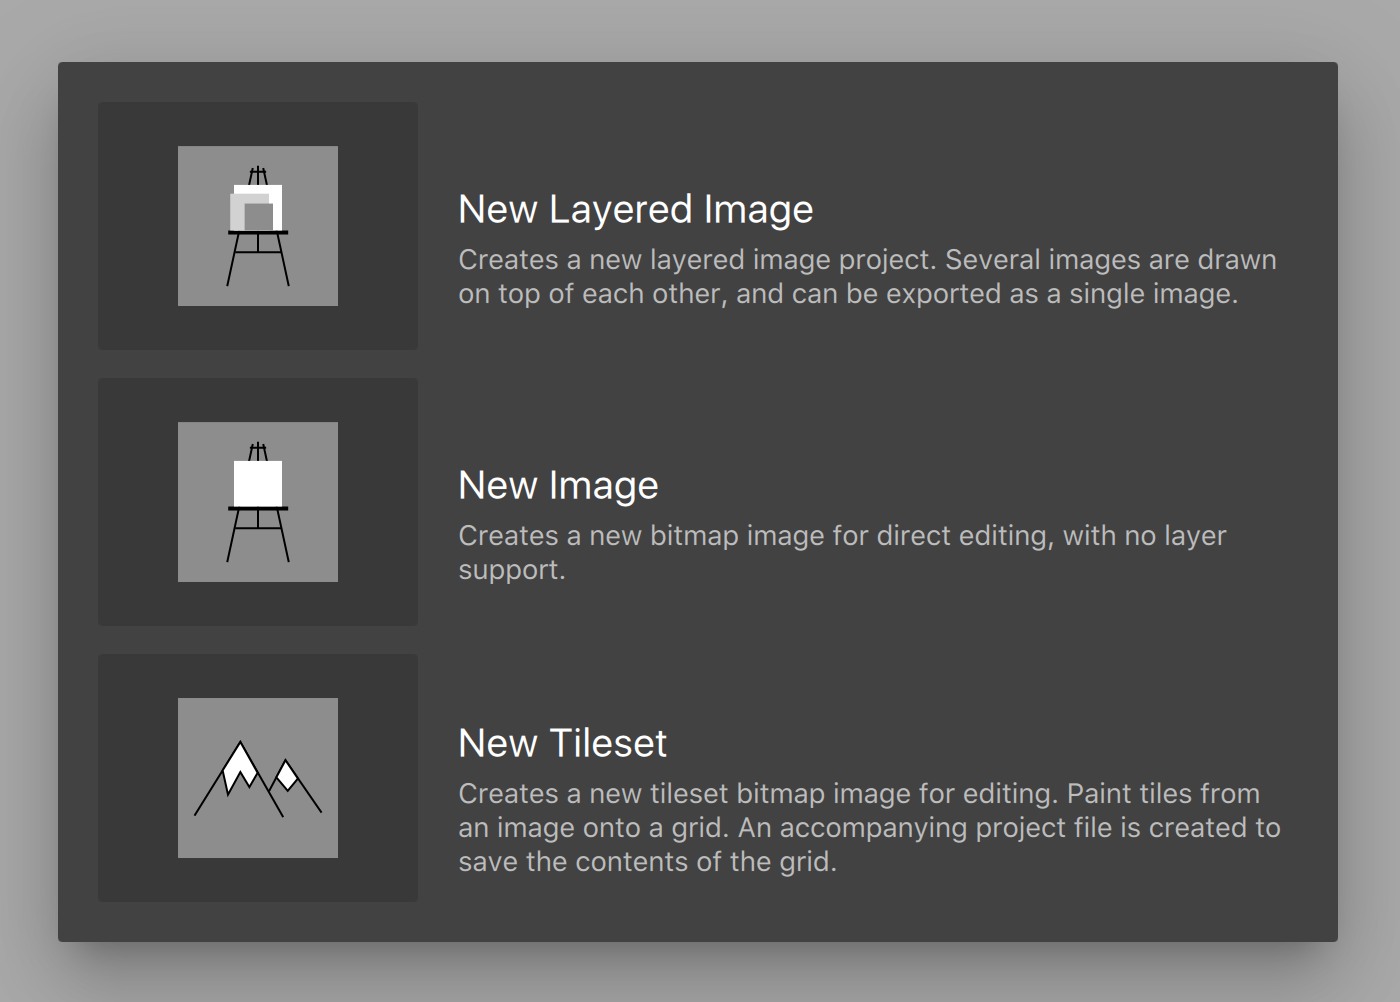 New Layered Image
Creates a new layered image project. Several images are drawn
on top of each other, and can be exported as a single image.
New Image
Creates a new bitmap image for direct editing, with no layer
support.
New Tileset
Creates a new tileset bitmap image for editing. Paint tiles from
an image onto a grid. An accompanying project file is created to
save the contents of the grid.